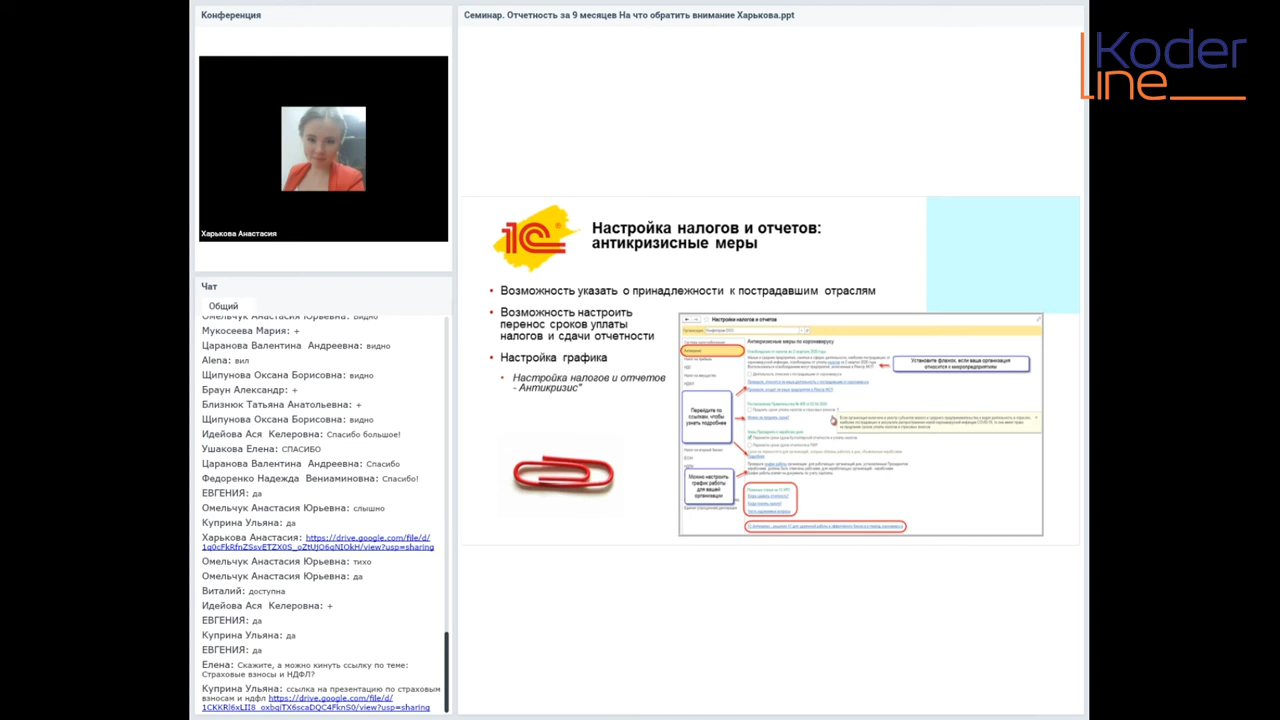 Конференция
Семинар. Отчетность за 9 месяцев На что обратить внимание Харькова.ppt
Koder
line
Харькова Анастасия
Чат
Общий
Омельчук Анастасия Юрьевна: видно
Мукосеева Мария: +
Царанова Валентина Андреевна: видно
Alena: вил
Щипунова Оксана Борисовна: видно
Браун Александр: +
Близнюк Татьяна Анатольевна: +
Щипунова Оксана Борисовна: видно
Идейова Ася Келеровна: Спасибо большое!
Ушакова Елена: СПАСИБО
Царанова Валентина Андреевна: Спасибо
Федоренко Надежда Вениаминовна: Спасибо!
ЕВГЕНИЯ: да
Омельчук Анастасия Юрьевна: слышно
Куприна Ульяна: да
Харькова Анастасия: https://drive.google.com/file/d/
Омельчук Анастасия Юрьевна: тихо
Омельчук Анастасия Юрьевна: да
Виталий: доступна
Идейова Ася Келеровна: +
ЕВГЕНИЯ: да
Куприна Ульяна: да
ЕВГЕНИЯ: да
Елена: Скажите, а можно кинуть ссылку по теме:
Страховые взносы и НДФЛ?
Куприна Ульяна: ссылка на презентацию по страховым
взносам и ндфл https://drive.google.com/file/d/
1С
Настройка налогов и отчетов:
антикризисные меры
• Возможность указать о принадлежности к пострадавшим отраслям
• Возможность настроить
перенос сроков уплаты
налогов и сдачи отчетности
• Настройка графика
• Настройка налогов и отчетов
- Антикризис"
Настройки налогов и отчетов
Антикризисные меры по коронавирусу
Установите флажок, если ваша организация
относится к микропредприятиям
Перейдите по
ссылкам, чтобы
узнать подробнее
Можно настроить
график работы
для вашей
организации